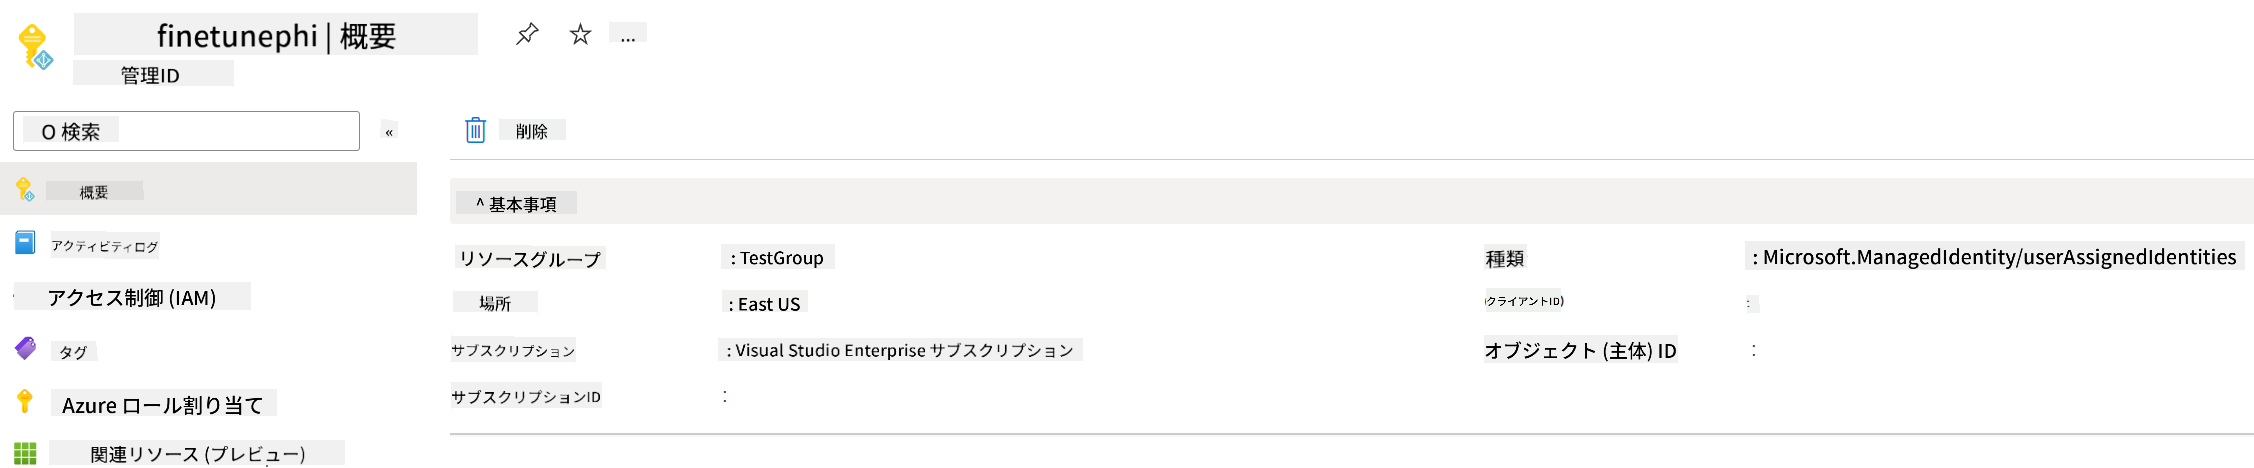 finetunephi | 概要
...
管理ID
O 検索
«
削除
概要
^ 基本事項
アクティビティログ
リソースグループ
: TestGroup
種類
: Microsoft.ManagedIdentity/userAssignedIdentities
アクセス制御 (IAM)
場所
: East US
(クライアントID)
:
タグ
サブスクリプション
: Visual Studio Enterprise サブスクリプション
オブジェクト (主体) ID
:
Azure ロール割り当て
サブスクリプションID
:
関連リソース (プレビュー)